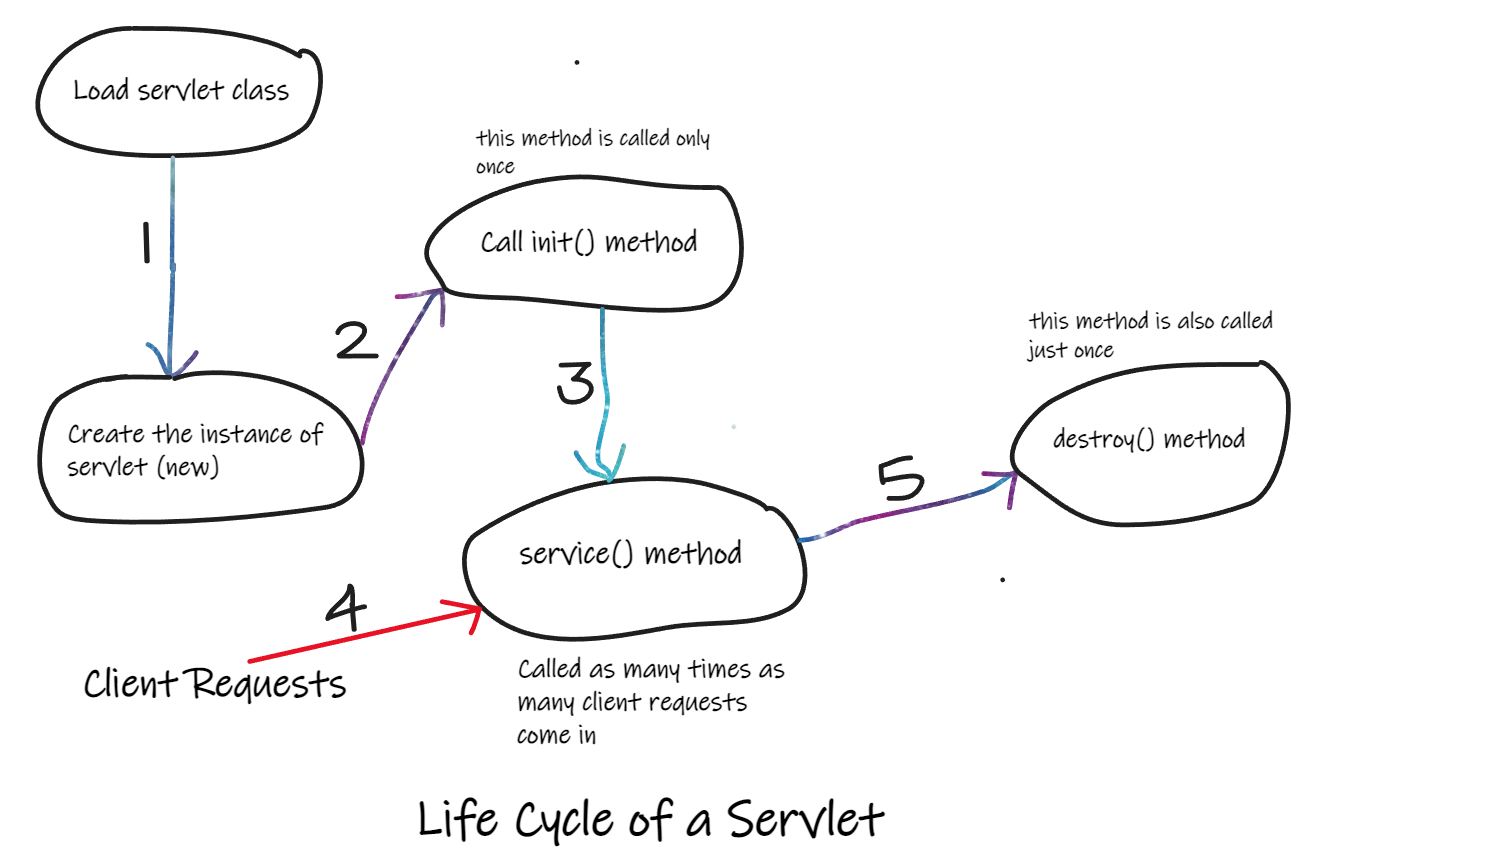 Load servlet class
this method is called only
once
1
Call init() method
2
this method is also called
just once
3
Create the instance of
servlet (new)
destroy() method
5
service() method
4
Client Requests
Called as many times as
many client requests
come in
Life Cycle of a Servlet